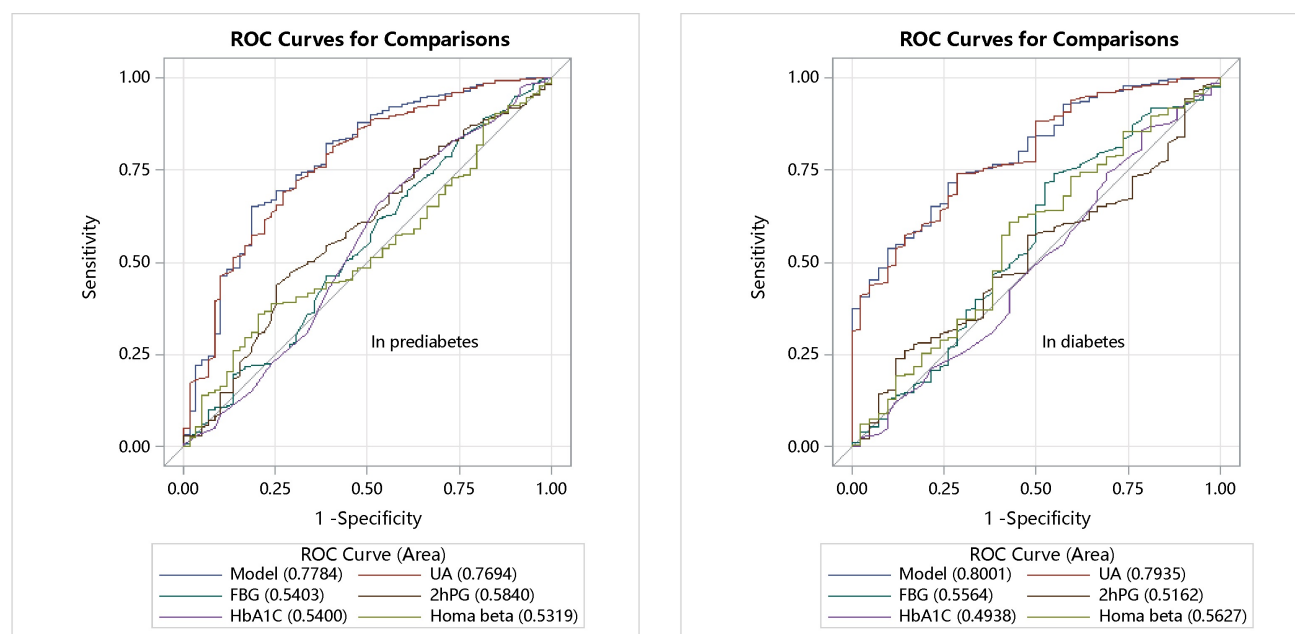 ROC Curves for Comparisons
1.00
0.75
0.50
0.25
0.00
Sensitivity
In prediabetes
0.00 0.25 0.50 0.75 1.00
1 -Specificity
ROC Curve (Area)
Model (0.7784) UA (0.7694)
FBG (0.5403) 2hPG (0.5840)
HbA1C (0.5400) Homa beta (0.5319)
ROC Curves for Comparisons
1.00
0.75
0.50
0.25
0.00
Sensitivity
In diabetes
0.00 0.25 0.50 0.75 1.00
1 -Specificity
ROC Curve (Area)
Model (0.8001) UA (0.7935)
FBG (0.5564) 2hPG (0.5162)
HbA1C (0.4938) Homa beta (0.5627)